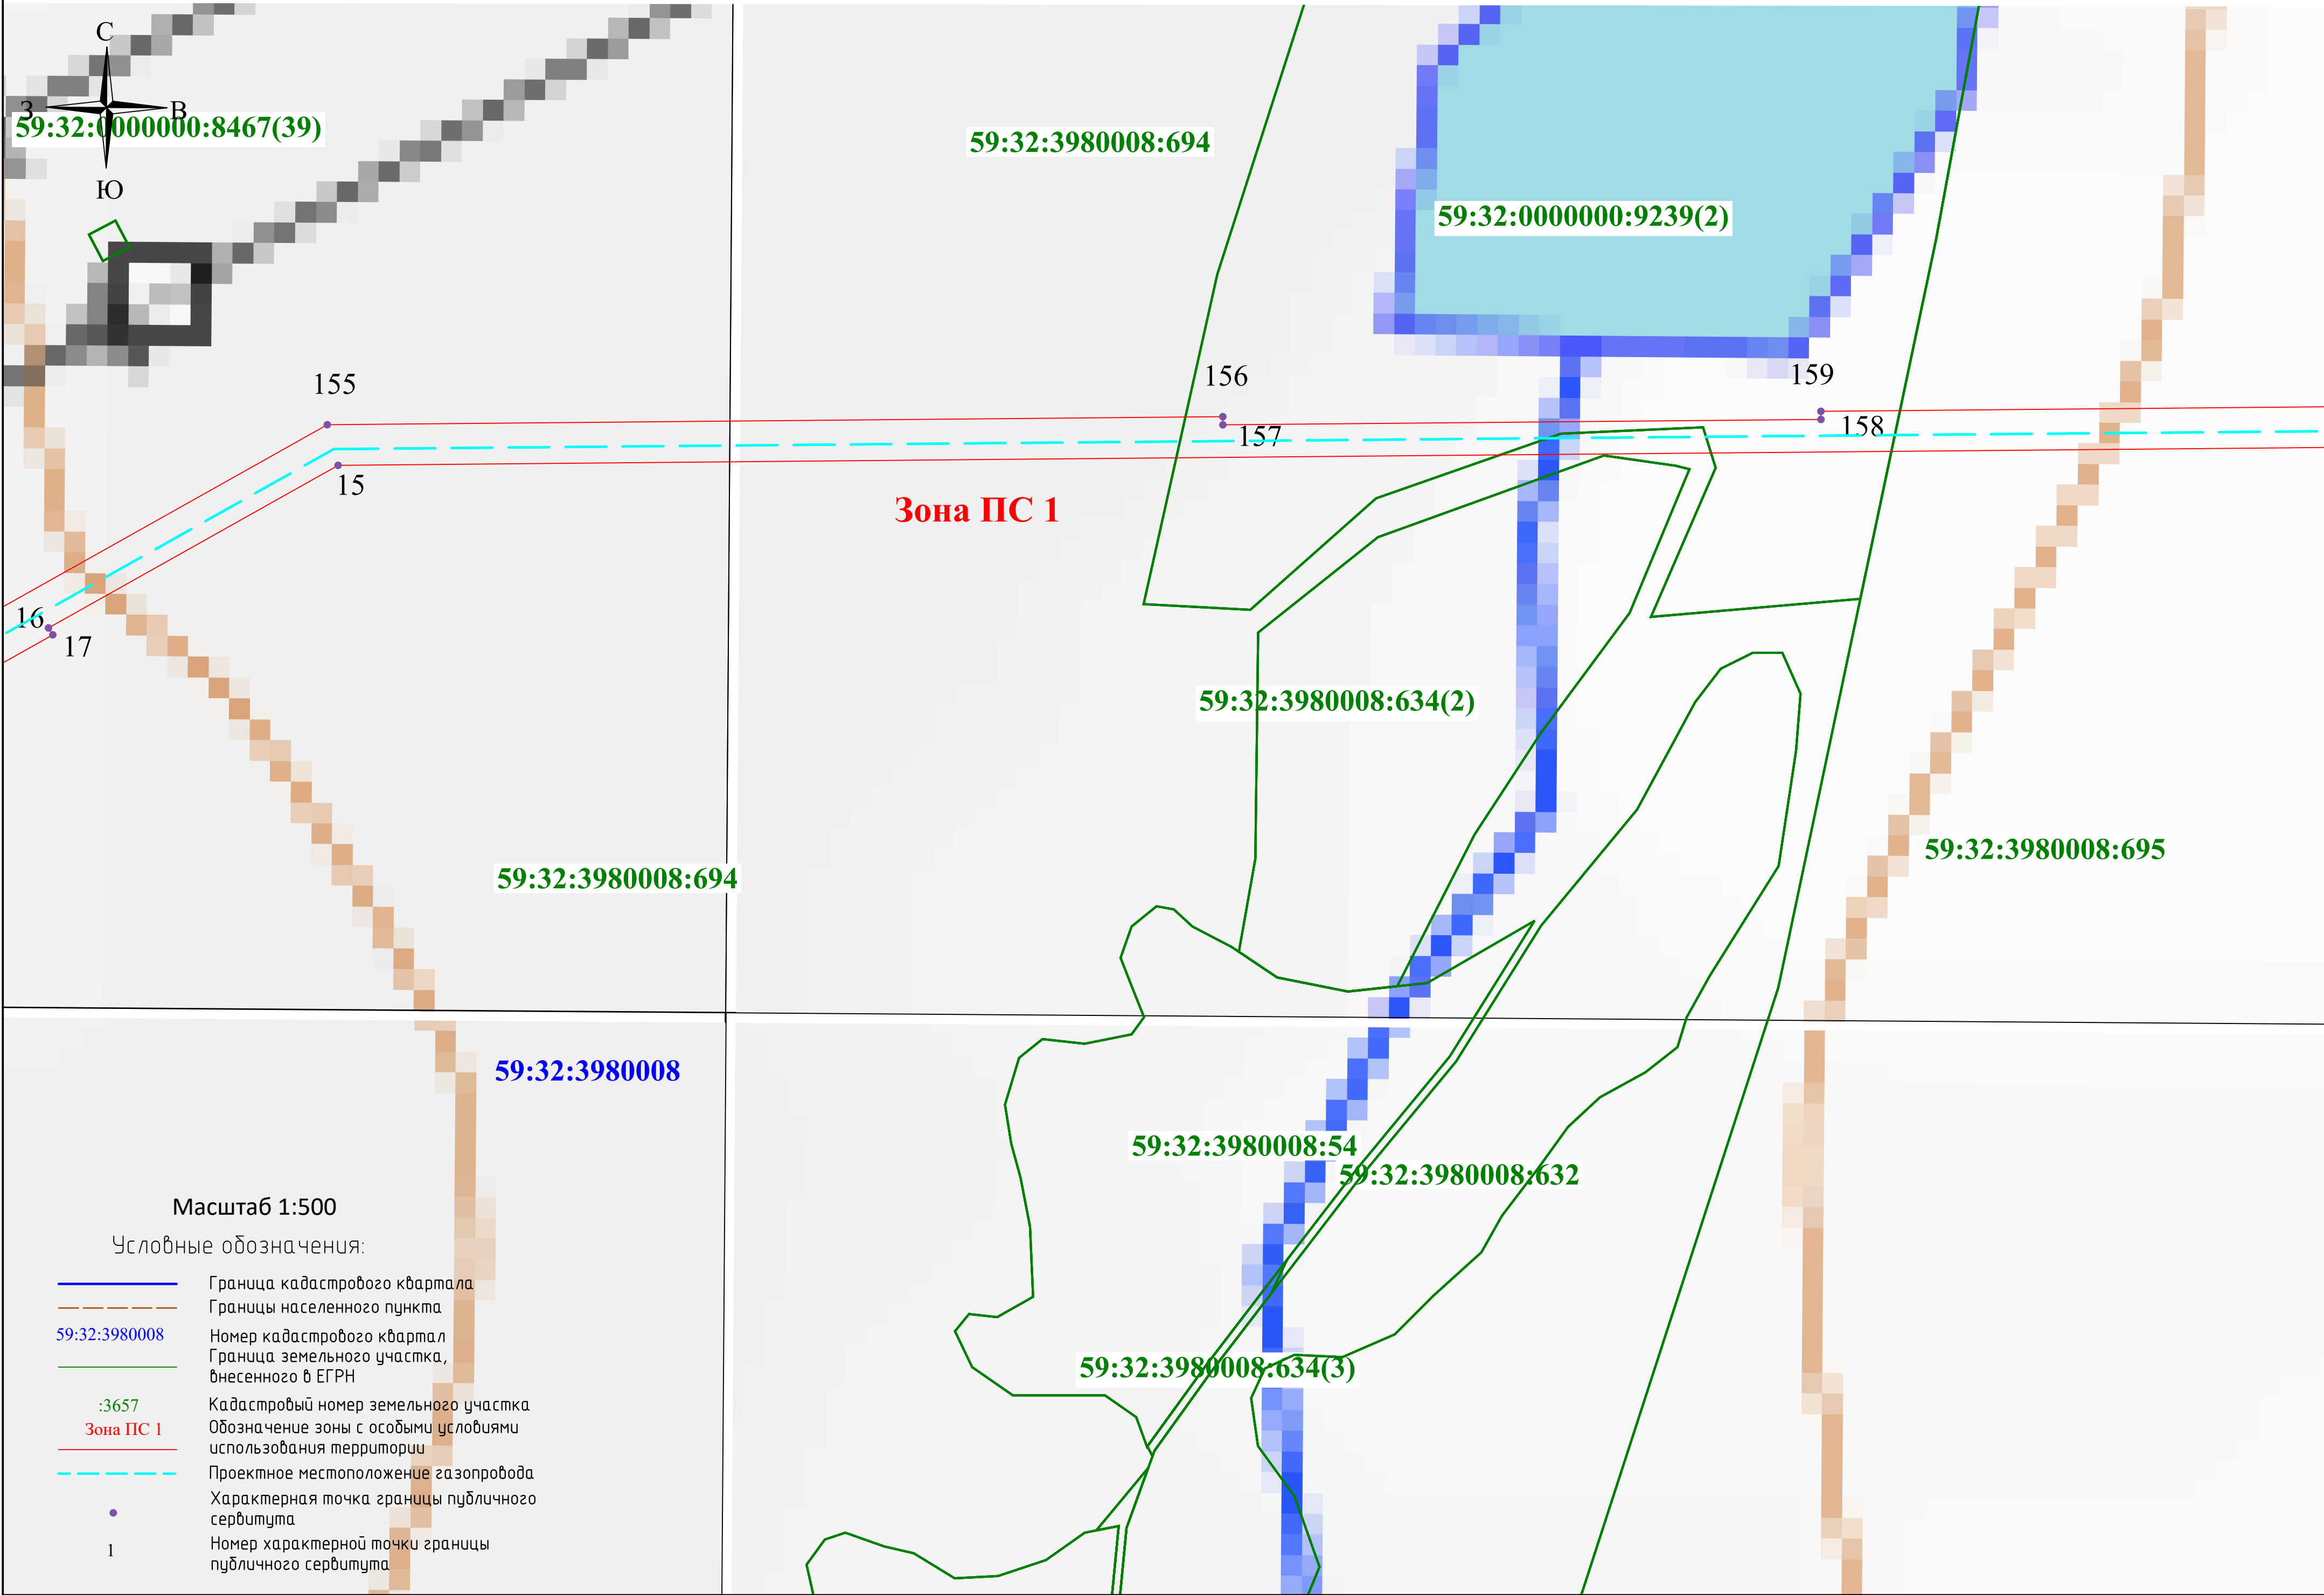 С
З
В
59:32:0000000:8467(39)
Ю
59:32:3980008:694
59:32:0000000:9239(2)
155
156
159
157
158
15
Зона ПС 1
16
17
59:32:3980008:634(2)
59:32:3980008:695
59:32:3980008:694
59:32:3980008
59:32:3980008:54
59:32:3980008:632
59:32:3980008:634(3)
Масштаб 1:500
Условные обозначения:
Граница кадастрового квартала
Границы населенного пункта
59:32:3980008 Номер кадастрового квартал
Граница земельного участка,
внесенного в ЕГРН
:3657 Кадастровый номер земельного участка
Зона ПС 1 Обозначение зоны с особыми условиями
использования территории
Проектное местоположение газопровода
Характерная точка границы публичного
сервитута
1 Номер характерной точки границы
публичного сервитута